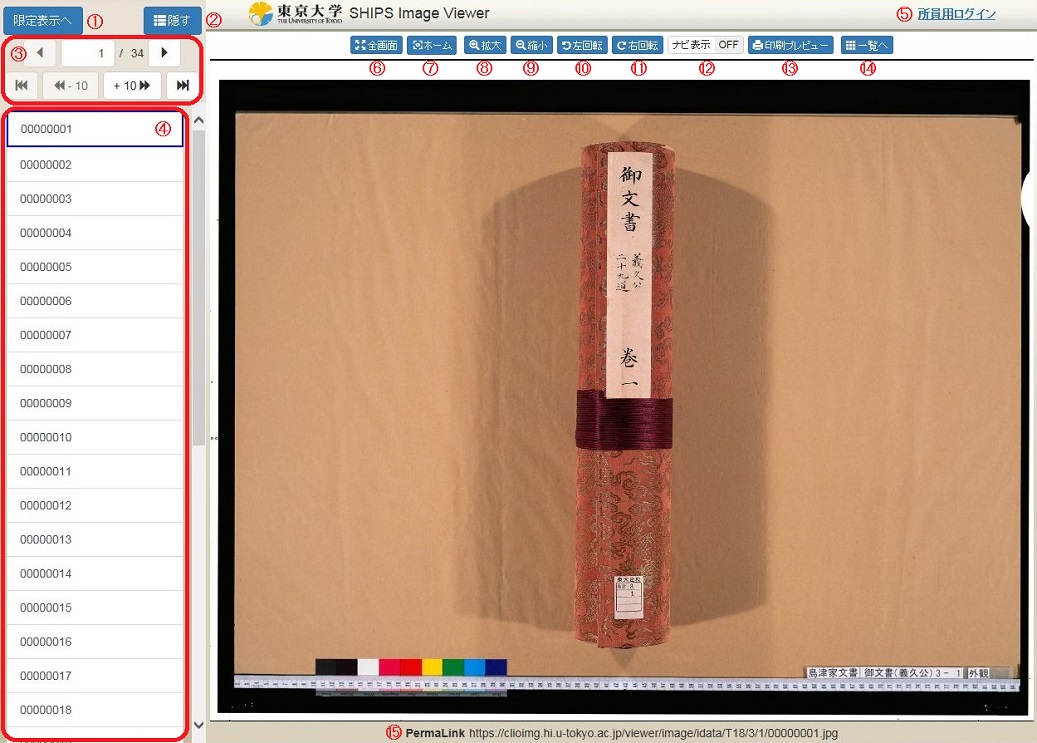 限定表示へ ① 隠す ②
東京大学
THE UNIVERSITY OF TOKYO
SHIPS Image Viewer
⑤ 所員用ログイン
③ 1 / 34
- 10 + 10
全画面 ホーム 拡大 縮小 左回転 右回転 ナビ表示 OFF 印刷プレビュー 一覧へ
⑥ ⑦ ⑧ ⑨ ⑩ ⑪ ⑫ ⑬ ⑭
00000001 ④
00000002
00000003
00000004
00000005
00000006
00000007
00000008
00000009
00000010
00000011
00000012
00000013
00000014
00000015
00000016
00000017
00000018
御文書
義久公
二十九通
巻一
島津家文書 御文書(義久公) 3 - 1 外観
⑮ PermaLink https://clioimg.hi.u-tokyo.ac.jp/viewer/image/idata/T18/3/1/00000001.jpg